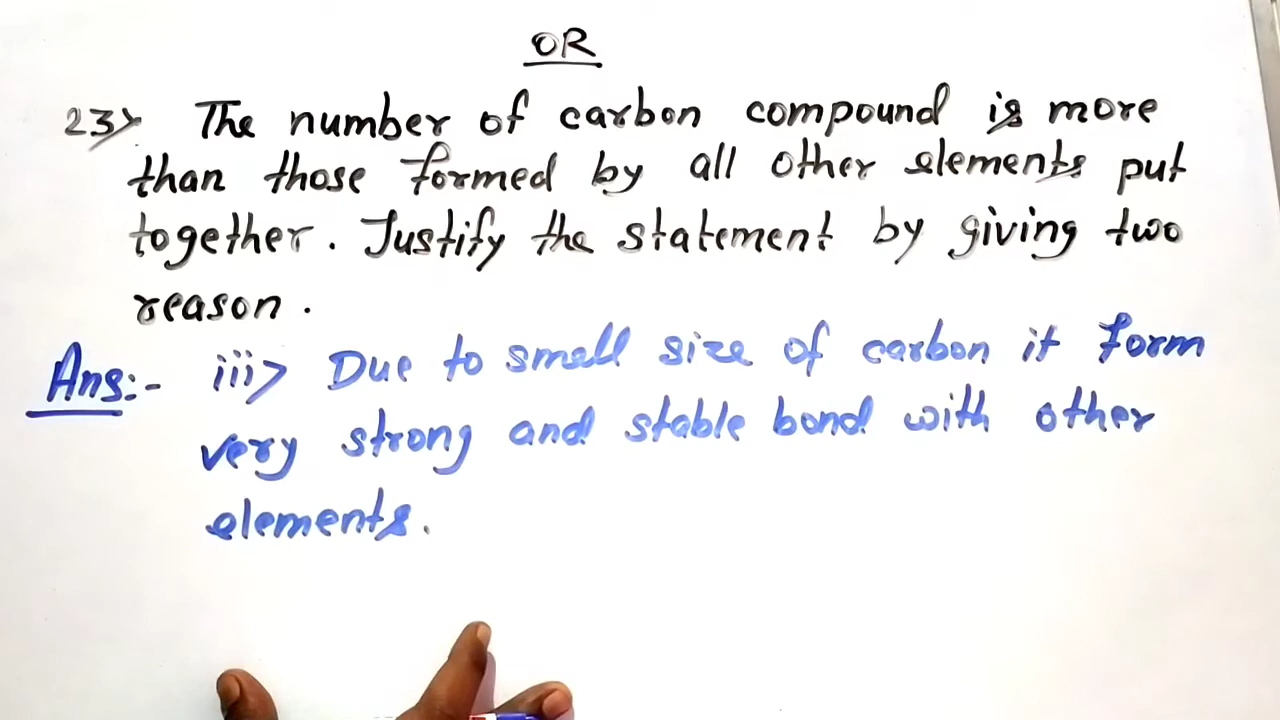 OR
23> The number of carbon compound is more
than those formed by all other elements put
together. Justify the statement by giving two
reason.
Ans:- iii> Due to small size of carbon it form
very strong and stable bond with other
elements.